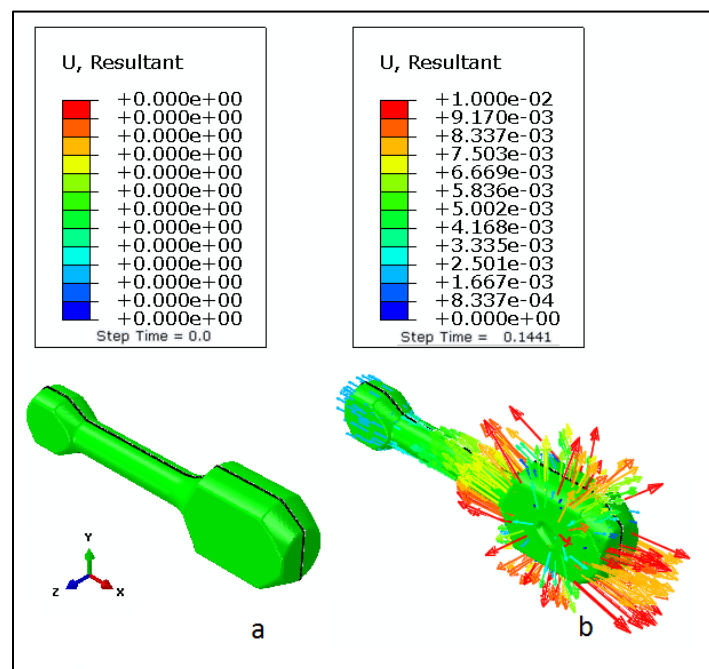 U, Resultant
+0.000e+00
+0.000e+00
+0.000e+00
+0.000e+00
+0.000e+00
+0.000e+00
+0.000e+00
+0.000e+00
+0.000e+00
+0.000e+00
+0.000e+00
+0.000e+00
+0.000e+00
Step Time = 0.0
U, Resultant
+1.000e-02
+9.170e-03
+8.337e-03
+7.503e-03
+6.669e-03
+5.836e-03
+5.002e-03
+4.168e-03
+3.335e-03
+2.501e-03
+1.667e-03
+8.337e-04
+0.000e+00
Step Time = 0.1441
Y
Z
X
a
b